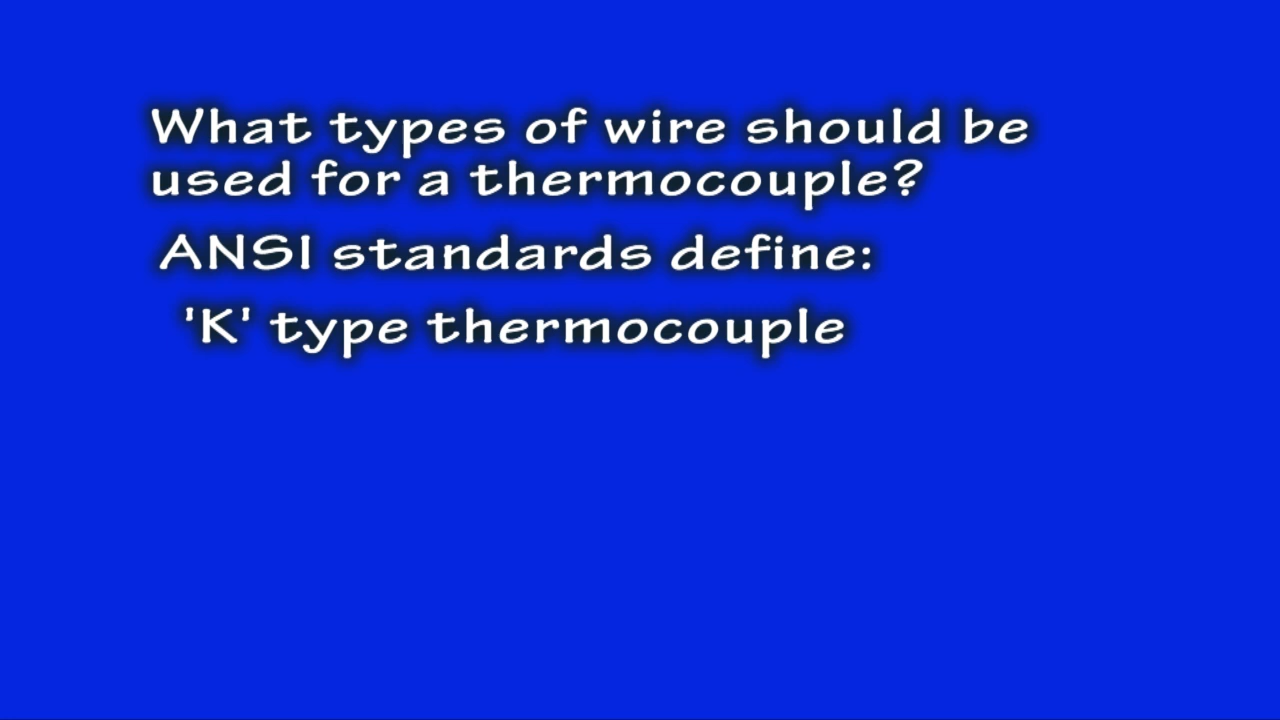 What types of wire should be
used for a thermocouple?
ANSI standards define:
'K' type thermocouple